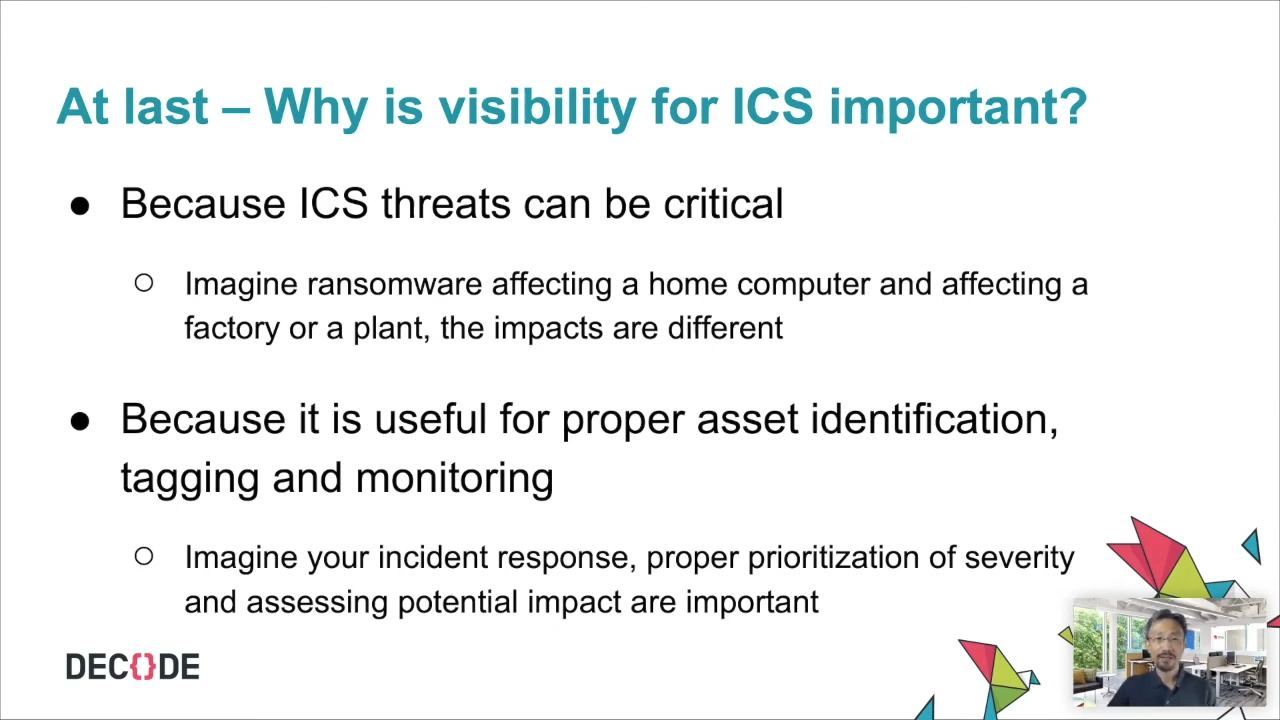 At last – Why is visibility for ICS important?
● Because ICS threats can be critical
○ Imagine ransomware affecting a home computer and affecting a
factory or a plant, the impacts are different
● Because it is useful for proper asset identification,
tagging and monitoring
○ Imagine your incident response, proper prioritization of severity
and assessing potential impact are important
DEC{}DE